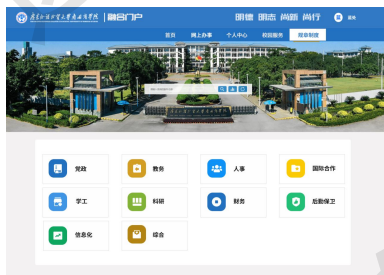 融合门户
明德 明志 尚新 尚行
首页 网上办事 个人中心 校园服务 规章制度
党政 教务 人事 国际合作
学工 科研 财务 后勤保卫
信息化 综合